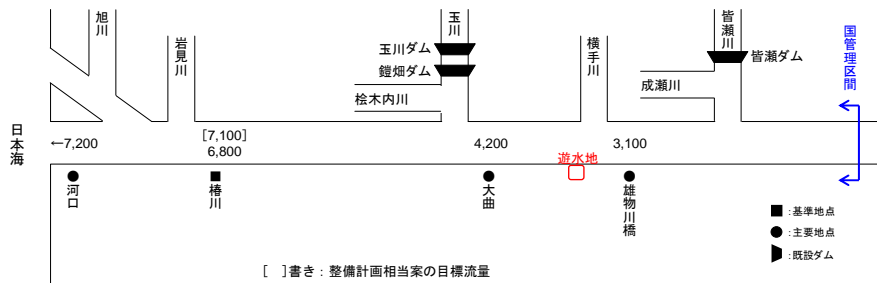 旭川
岩見川
玉川
玉川ダム
鎧畑ダム
桧木内川
横手川
皆瀬川
皆瀬ダム
成瀬川
国管理区間
日本海
←7,200
[7,100]
6,800
4,200
遊水地
3,100
河口
椿川
大曲
雄物川橋
■:基準地点
●:主要地点
:既設ダム
[ ]書き：整備計画相当案の目標流量